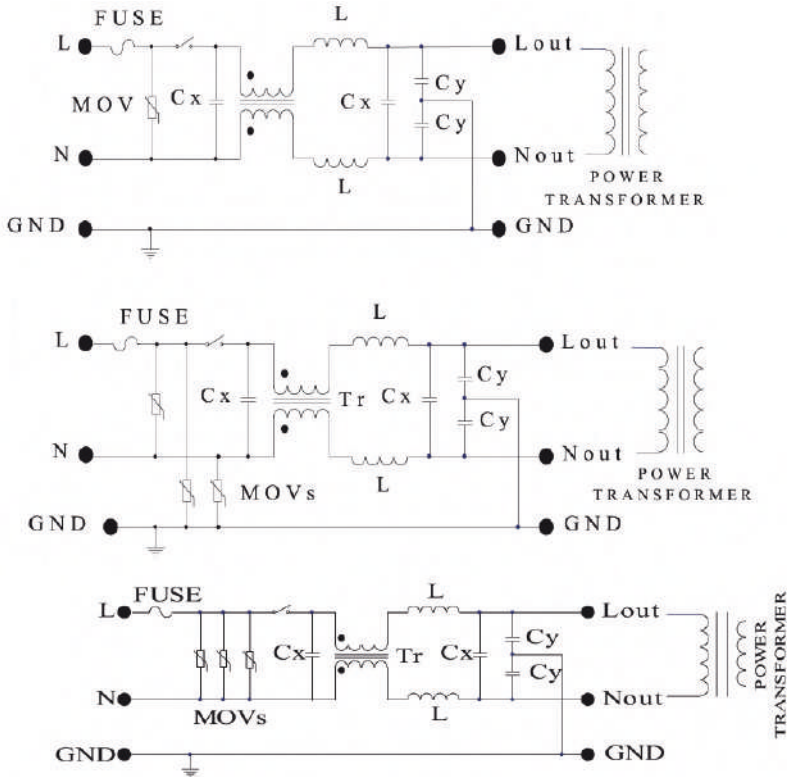 FUSE
L
L
Lout
MOV
Cx
Cx
Cy
Cy
N
L
Nout
POWER
TRANSFORMER
GND
GND
L
FUSE
L
Lout
Cx
Tr
Cx
Cy
Cy
N
L
Nout
MOVs
POWER
TRANSFORMER
GND
GND
FUSE
L
L
Lout
Cx
Tr
Cx
Cy
Cy
N
MOVs
L
Nout
POWER
TRANSFORMER
GND
GND